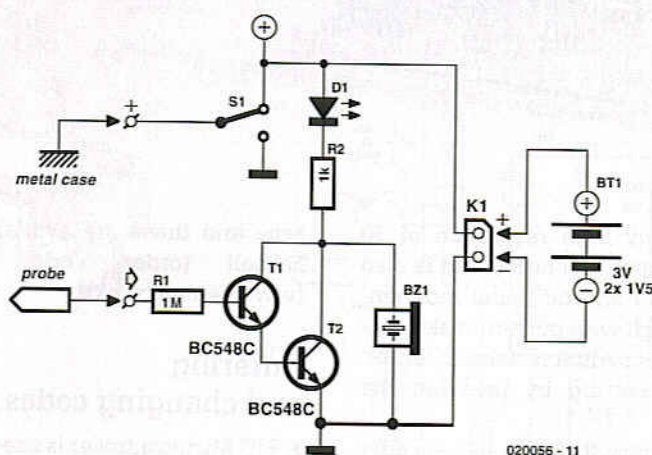 +
S1
D1
+
R2
1k
metal case
K1
BT1
+
+
−
3V
2x 1V5
−
probe
R1
1M
T1
BC548C
T2
BC548C
BZ1
020056 - 11